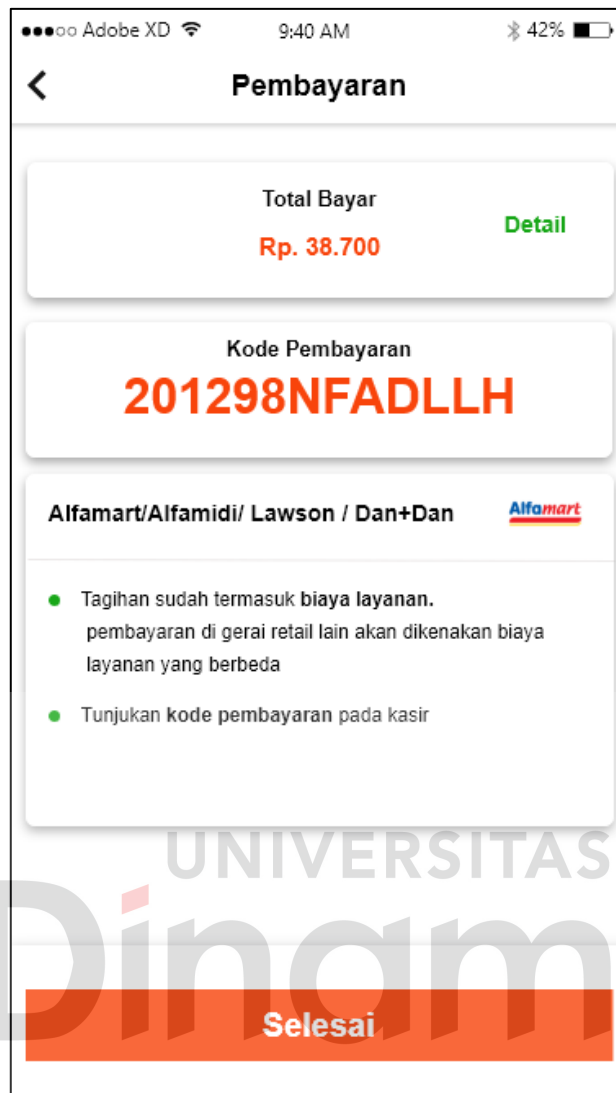 Adobe XD 9:40 AM 42%
Pembayaran
Total Bayar
Detail
Rp. 38.700
Kode Pembayaran
201298NFADLLH
Alfamart/Alfamidi/ Lawson / Dan+Dan Alfamart
Tagihan sudah termasuk biaya layanan.
pembayaran di gerai retail lain akan dikenakan biaya
layanan yang berbeda
Tunjukan kode pembayaran pada kasir
UNIVERSITAS
Dinam
Selesai